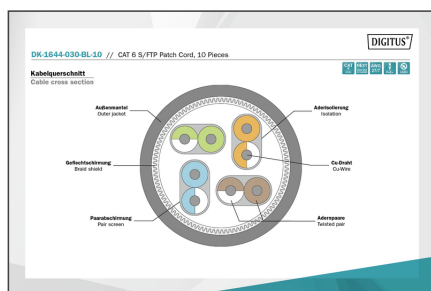 DIGITUS®
DK-1644-030-BL-10 // CAT 6 S/FTP Patch Cord, 10 Pieces
Kabelquerschnitt
Cable cross section
Außenmantel
Outer jacket
Aderisolierung
Isolation
Geflechtschirmung
Braid shield
Cu-Draht
Cu-Wire
Paarabschirmung
Pair screen
Adernpaare
Twisted pair